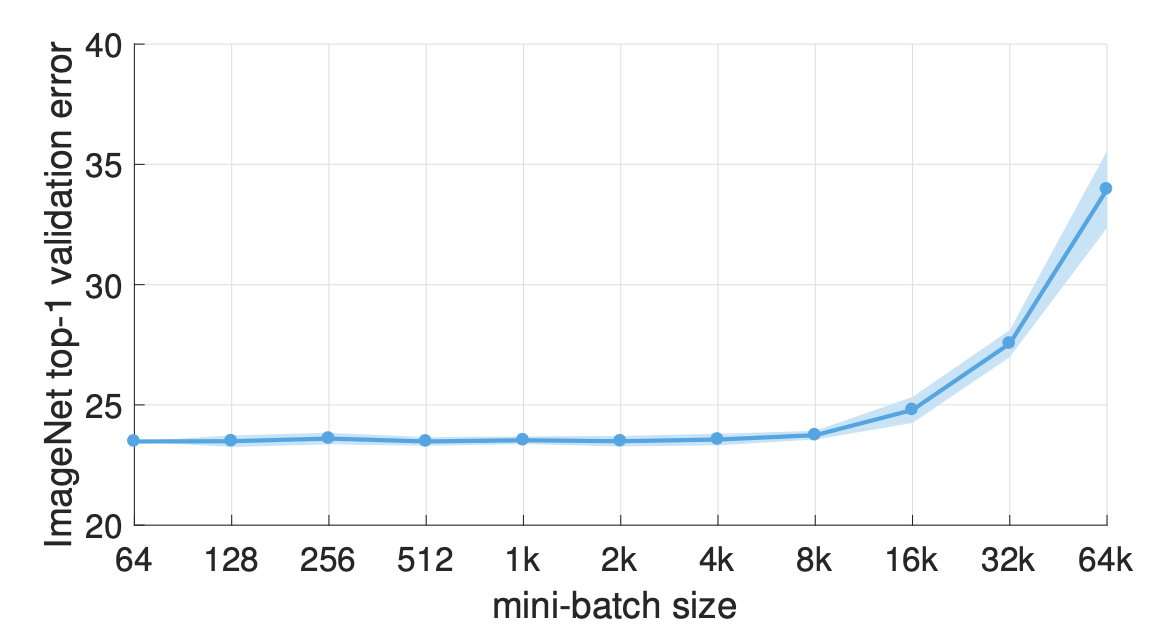 ImageNet top-1 validation error
40
35
30
25
20
64 128 256 512 1k 2k 4k 8k 16k 32k 64k
mini-batch size